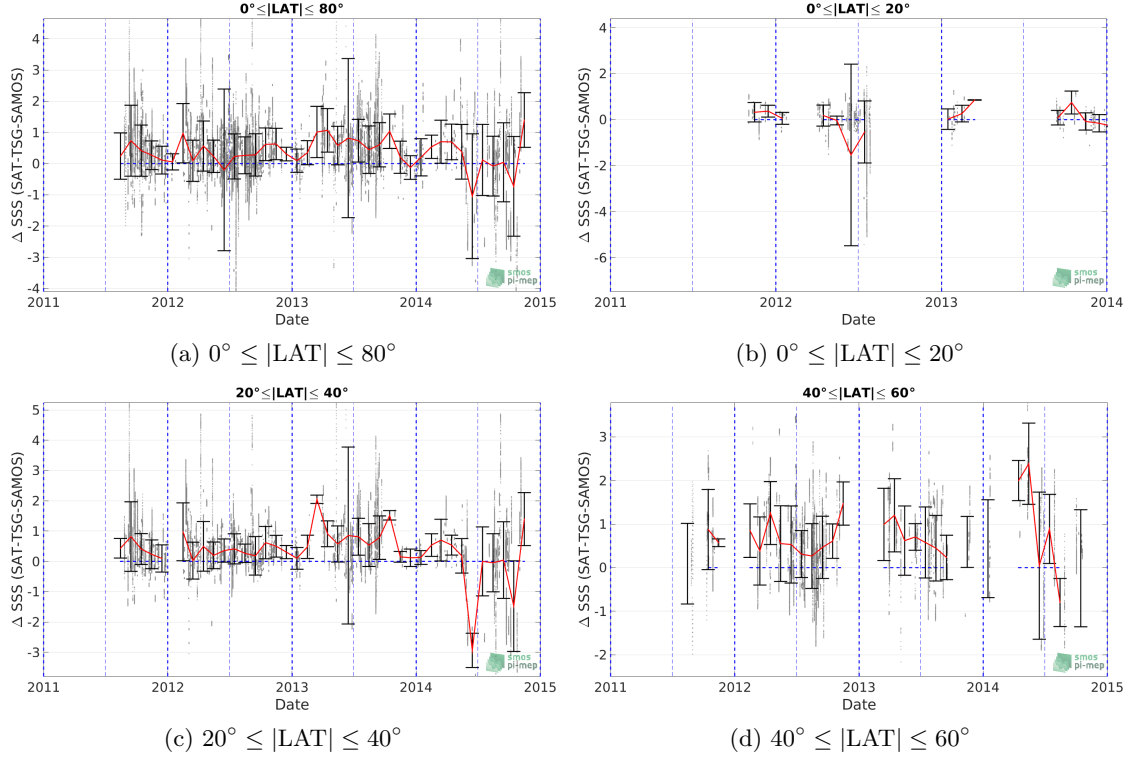 0°≤|LAT|≤ 80°
Δ SSS (SAT-TSG-SAMOS)
4
3
2
1
0
-1
-2
-3
-4
2011 2012 2013 2014 2015
Date
smos
pi-mep
(a) 0° ≤ |LAT| ≤ 80°
0°≤|LAT|≤ 20°
Δ SSS (SAT-TSG-SAMOS)
4
2
0
-2
-4
-6
2011 2012 2013 2014
Date
smos
pi-mep
(b) 0° ≤ |LAT| ≤ 20°
20°≤|LAT|≤ 40°
Δ SSS (SAT-TSG-SAMOS)
5
4
3
2
1
0
-1
-2
-3
2011 2012 2013 2014 2015
Date
smos
pi-mep
(c) 20° ≤ |LAT| ≤ 40°
40°≤|LAT|≤ 60°
Δ SSS (SAT-TSG-SAMOS)
3
2
1
0
-1
-2
2011 2012 2013 2014 2015
Date
smos
pi-mep
(d) 40° ≤ |LAT| ≤ 60°